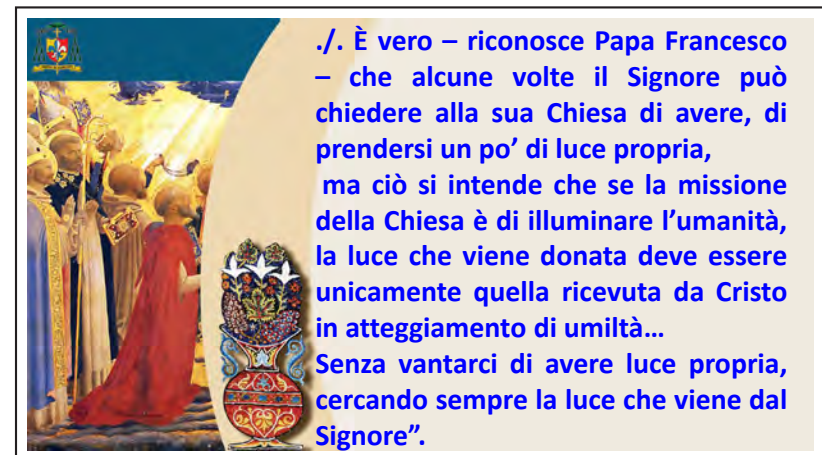 ./. È vero – riconosce Papa Francesco
– che alcune volte il Signore può
chiedere alla sua Chiesa di avere, di
prendersi un po’ di luce propria,
ma ciò si intende che se la missione
della Chiesa è di illuminare l’umanità,
la luce che viene donata deve essere
unicamente quella ricevuta da Cristo
in atteggiamento di umiltà…
Senza vantarci di avere luce propria,
cercando sempre la luce che viene dal
Signore”.